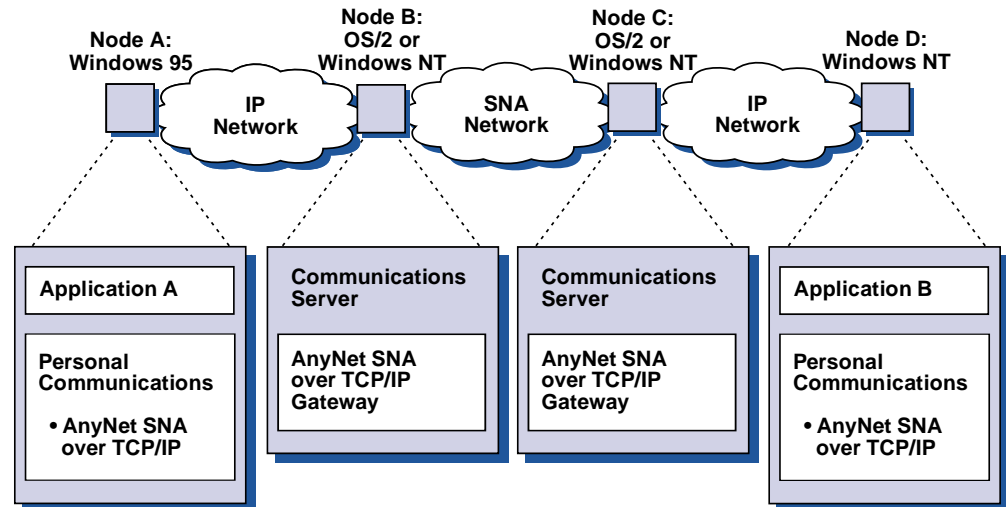 Node A:
Windows 95
Node B:
OS/2 or
Windows NT
Node C:
OS/2 or
Windows NT
Node D:
Windows NT
IP
Network
SNA
Network
IP
Network
Application A
Personal
Communications
• AnyNet SNA
over TCP/IP
Communications
Server
AnyNet SNA
over TCP/IP
Gateway
Communications
Server
AnyNet SNA
over TCP/IP
Gateway
Application B
Personal
Communications
• AnyNet SNA
over TCP/IP